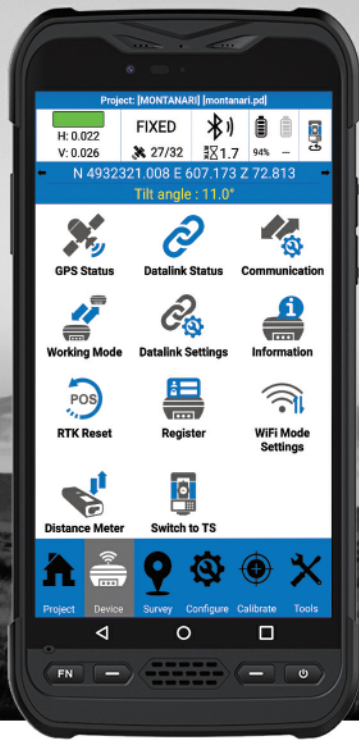 Project: [MONTANARI] [montanari.pd]
H: 0.022
V: 0.026
FIXED
27/32
1.7
94%
--
N 4932321.008 E 607.173 Z 72.813
Tilt angle : 11.0°
GPS Status
Datalink Status
Communication
Working Mode
Datalink Settings
Information
POS
RTK Reset
Register
WiFi Mode
Settings
Distance Meter
Switch to TS
Project
Device
Survey
Configure
Calibrate
Tools
FN